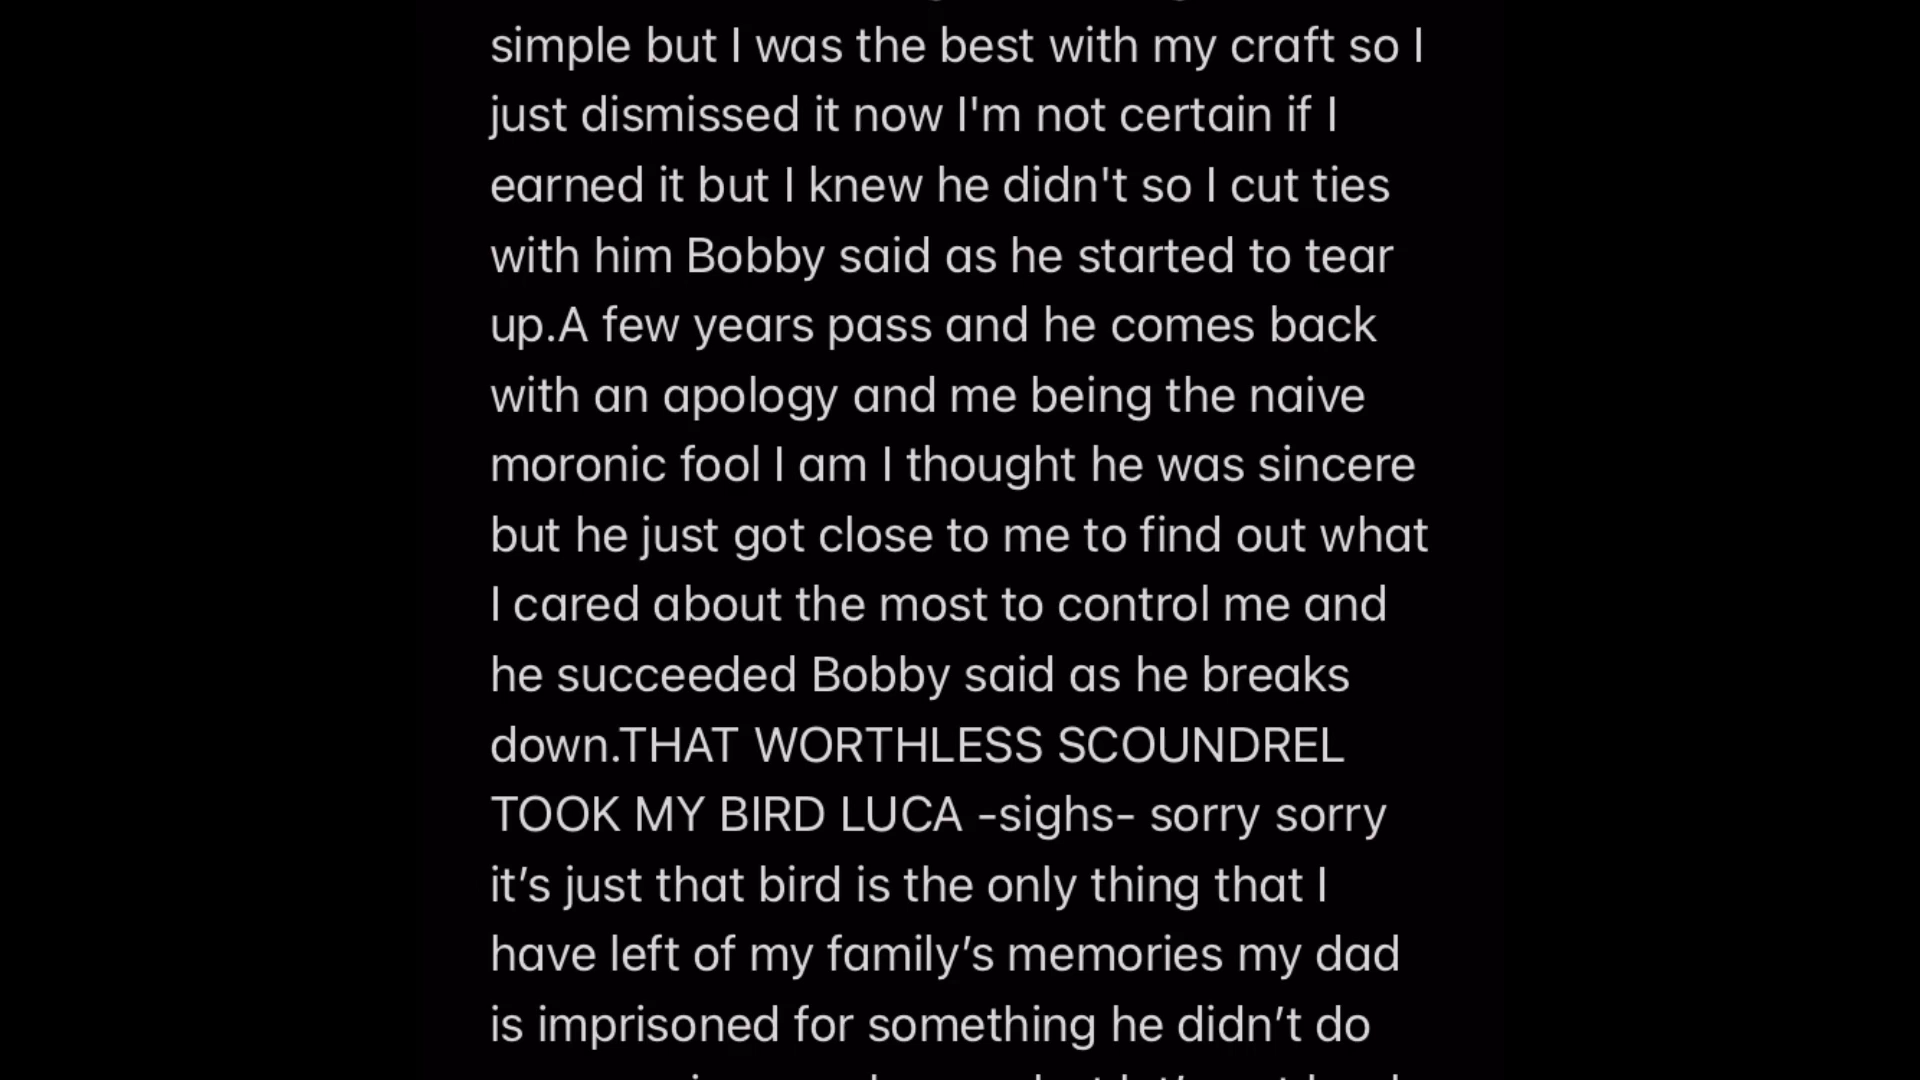 simple but I was the best with my craft so I
just dismissed it now I'm not certain if I
earned it but I knew he didn't so I cut ties
with him Bobby said as he started to tear
up.A few years pass and he comes back
with an apology and me being the naive
moronic fool I am I thought he was sincere
but he just got close to me to find out what
I cared about the most to control me and
he succeeded Bobby said as he breaks
down.THAT WORTHLESS SCOUNDREL
TOOK MY BIRD LUCA -sighs- sorry sorry
it’s just that bird is the only thing that I
have left of my family’s memories my dad
is imprisoned for something he didn’t do